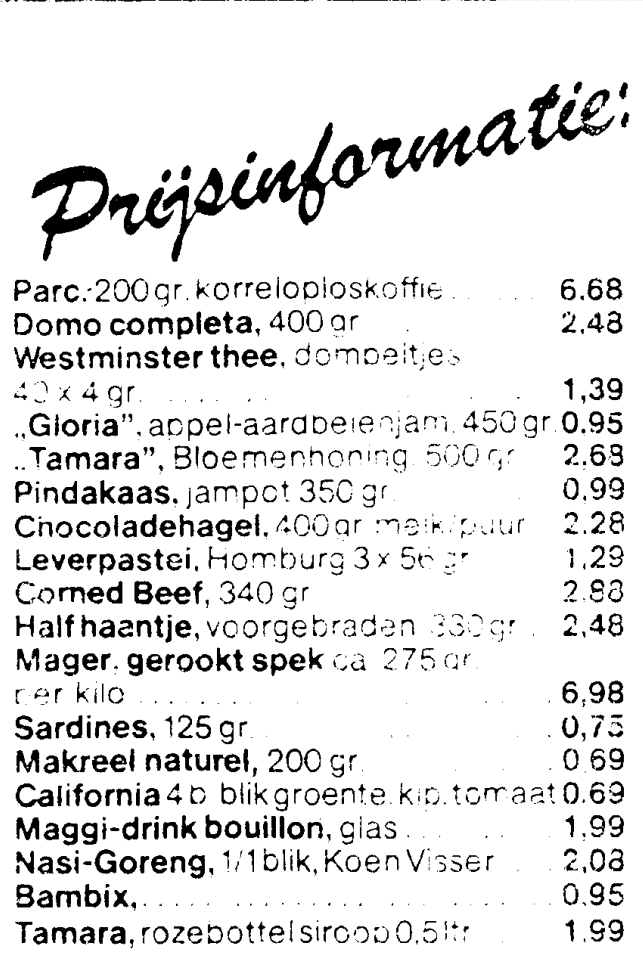 Prijsinformatie:
Parc. 200 gr. korreloploskoffie 6.68
Domo completa, 400 gr 2,48
Westminster thee, dompeltjes
40 x 4 gr. 1,39
„Gloria”, appel-aardbeienjam, 450 gr. 0.95
„Tamara”, Bloemenhoning 500 gr 2.68
Pindakaas, jampot 350 gr. 0.99
Chocoladehagel, 400 gr melk/puur 2.28
Leverpastei, Homburg 3 x 56 gr 1,29
Corned Beef, 340 gr 2.88
Half haantje, voorgebraden 330 gr. 2,48
Mager, gerookt spek ca 275 gr.
per kilo 6,98
Sardines, 125 gr. 0,75
Makreel naturel, 200 gr. 0.69
California 4 b blik groente, kip, tomaat 0.69
Maggi-drink bouillon, glas 1.99
Nasi-Goreng, 1/1 blik, Koen Visser 2,08
Bambix, 0.95
Tamara, rozebottelsiroop 0,5 ltr 1.99